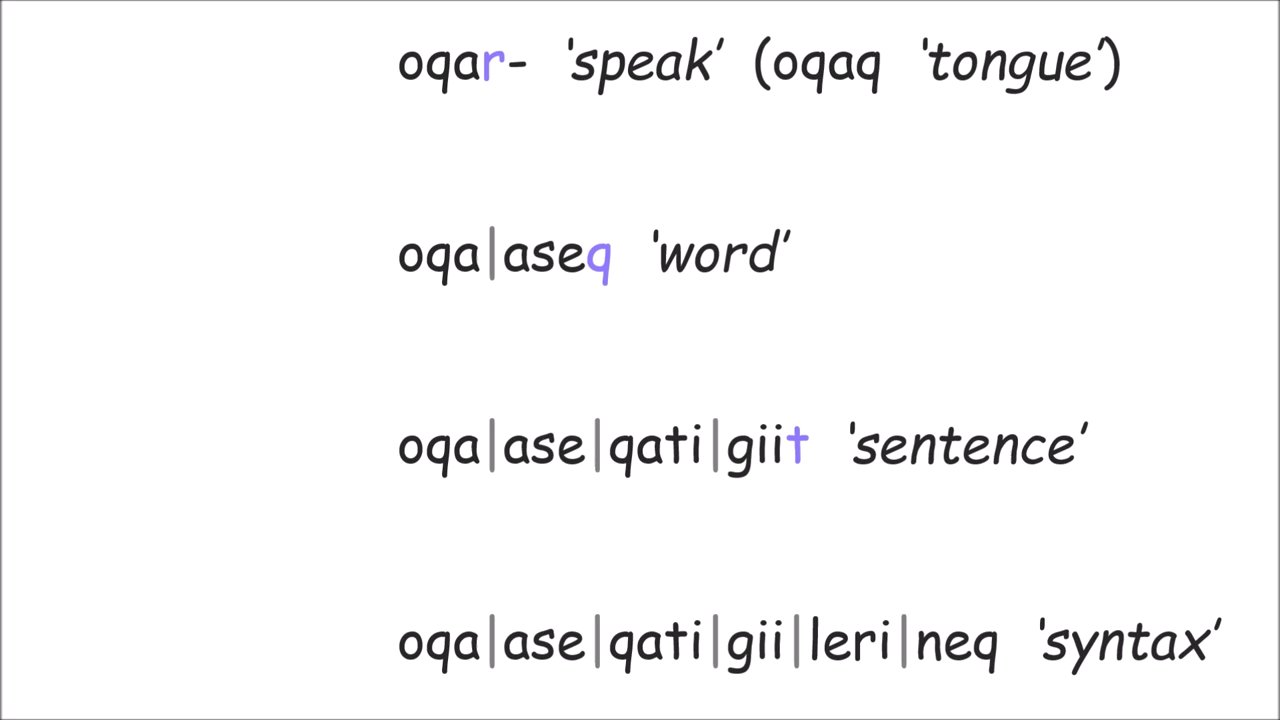 oqar- 'speak' (oqaq 'tongue')
oqa|aseq 'word'
oqa|ase|qati|giit 'sentence'
oqa|ase|qati|gii|leri|neq 'syntax'